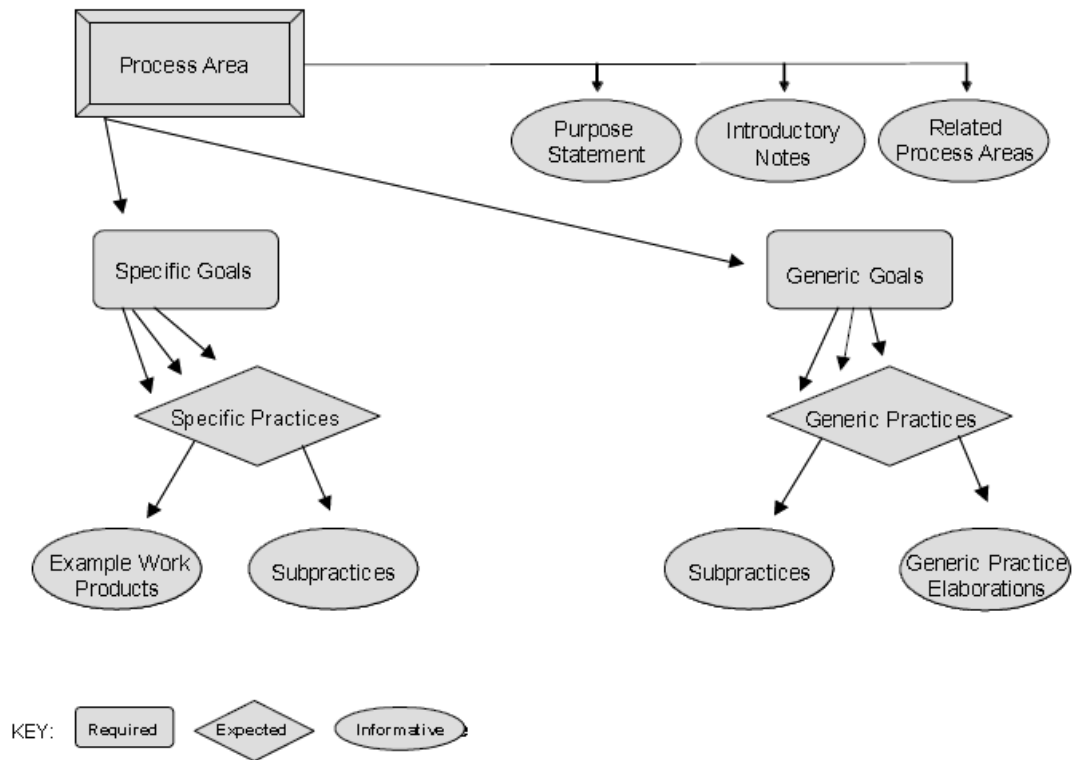 Process Area
Purpose
Statement
Introductory
Notes
Related
Process Areas
Specific Goals
Generic Goals
Specific Practices
Generic Practices
Example Work
Products
Subpractices
Subpractices
Generic Practice
Elaborations
KEY:
Required
Expected
Informative